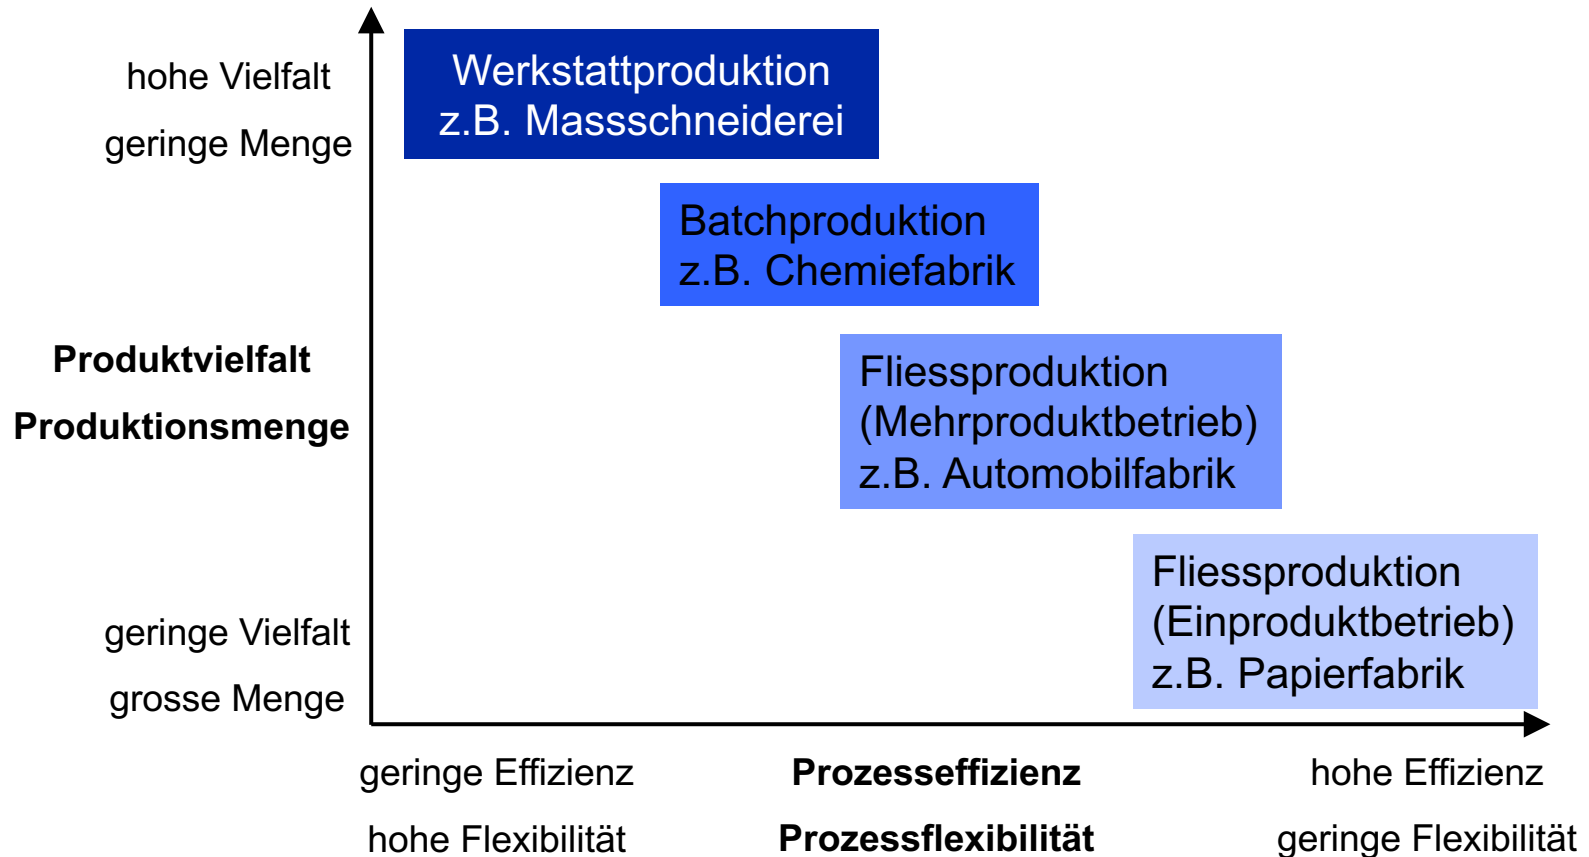 hohe Vielfalt
geringe Menge
Werkstattproduktion
z.B. Massschneiderei
Batchproduktion
z.B. Chemiefabrik
Produktvielfalt
Produktionsmenge
Fliessproduktion
(Mehrproduktbetrieb)
z.B. Automobilfabrik
Fliessproduktion
(Einproduktbetrieb)
z.B. Papierfabrik
geringe Vielfalt
grosse Menge
geringe Effizienz
Prozesseffizienz
hohe Effizienz
hohe Flexibilität
Prozessflexibilität
geringe Flexibilität